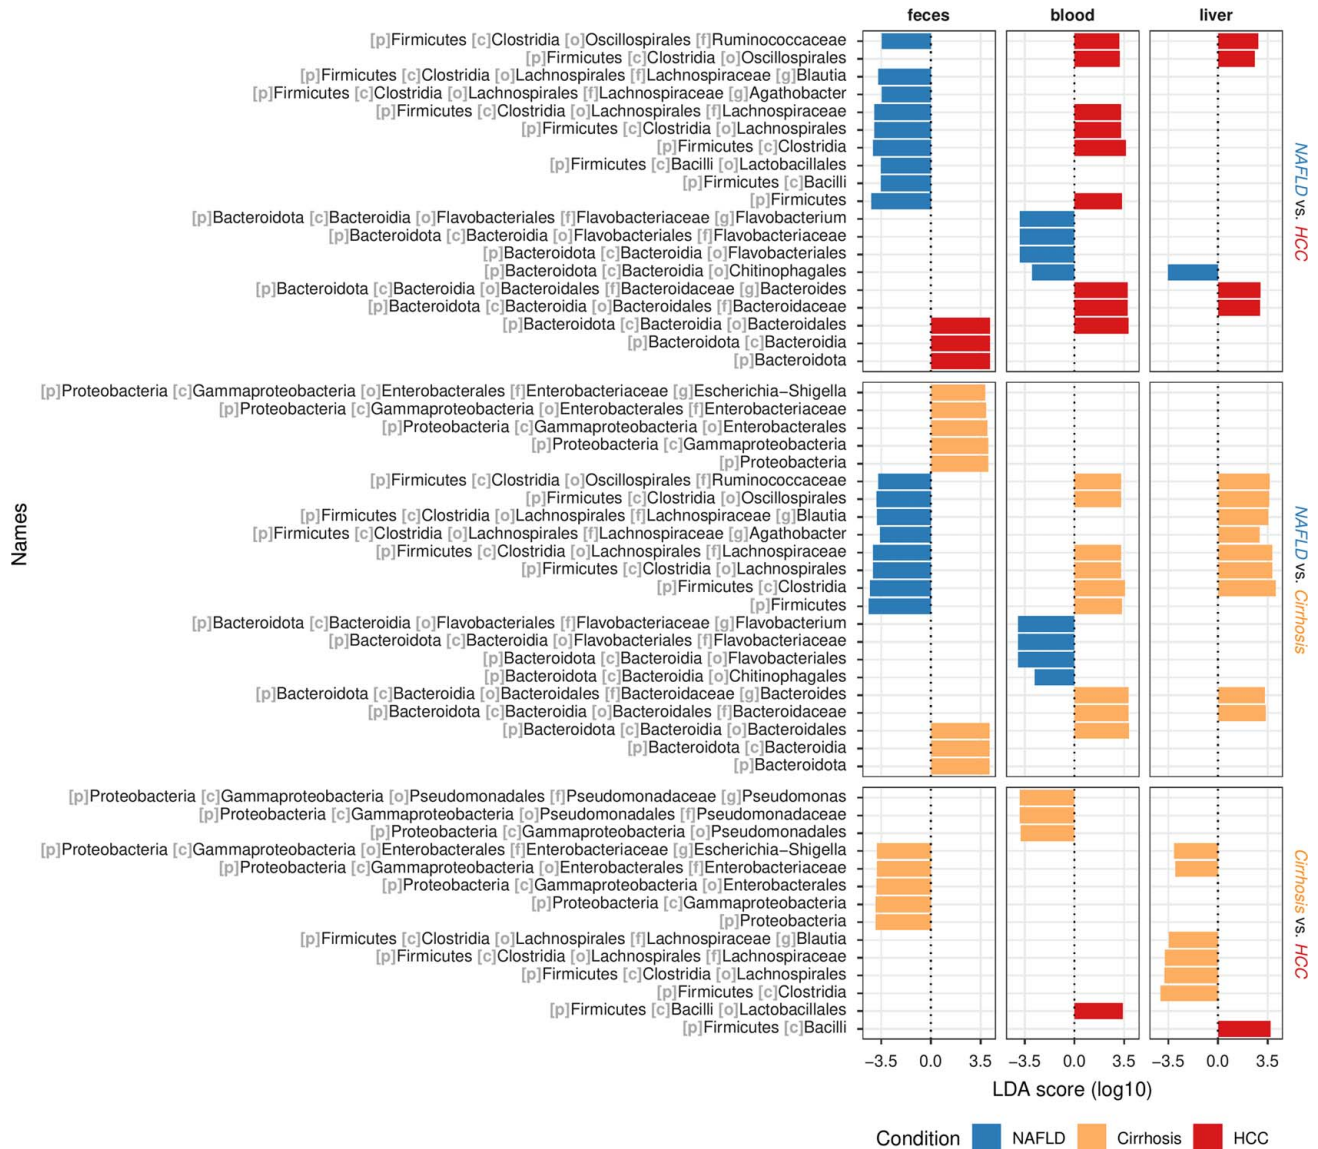 feces blood liver
[p]Firmicutes [c]Clostridia [o]Oscillospirales [f]Ruminococcaceae
[p]Firmicutes [c]Clostridia [o]Oscillospirales
[p]Firmicutes [c]Clostridia [o]Lachnospirales [f]Lachnospiraceae [g]Blautia
[p]Firmicutes [c]Clostridia [o]Lachnospirales [f]Lachnospiraceae [g]Agathobacter
[p]Firmicutes [c]Clostridia [o]Lachnospirales [f]Lachnospiraceae
[p]Firmicutes [c]Clostridia [o]Lachnospirales
[p]Firmicutes [c]Clostridia
[p]Firmicutes [c]Bacilli [o]Lactobacillales
[p]Firmicutes [c]Bacilli
[p]Firmicutes
[p]Bacteroidota [c]Bacteroidia [o]Flavobacteriales [f]Flavobacteriaceae [g]Flavobacterium
[p]Bacteroidota [c]Bacteroidia [o]Flavobacteriales [f]Flavobacteriaceae
[p]Bacteroidota [c]Bacteroidia [o]Flavobacteriales
[p]Bacteroidota [c]Bacteroidia [o]Chitinophagales
[p]Bacteroidota [c]Bacteroidia [o]Bacteroidales [f]Bacteroidaceae [g]Bacteroides
[p]Bacteroidota [c]Bacteroidia [o]Bacteroidales [f]Bacteroidaceae
[p]Bacteroidota [c]Bacteroidia [o]Bacteroidales
[p]Bacteroidota [c]Bacteroidia
[p]Bacteroidota
NAFLD vs. HCC
[p]Proteobacteria [c]Gammaproteobacteria [o]Enterobacterales [f]Enterobacteriaceae [g]Escherichia−Shigella
[p]Proteobacteria [c]Gammaproteobacteria [o]Enterobacterales [f]Enterobacteriaceae
[p]Proteobacteria [c]Gammaproteobacteria [o]Enterobacterales
[p]Proteobacteria [c]Gammaproteobacteria
[p]Proteobacteria
[p]Firmicutes [c]Clostridia [o]Oscillospirales [f]Ruminococcaceae
[p]Firmicutes [c]Clostridia [o]Oscillospirales
[p]Firmicutes [c]Clostridia [o]Lachnospirales [f]Lachnospiraceae [g]Blautia
[p]Firmicutes [c]Clostridia [o]Lachnospirales [f]Lachnospiraceae [g]Agathobacter
[p]Firmicutes [c]Clostridia [o]Lachnospirales [f]Lachnospiraceae
[p]Firmicutes [c]Clostridia [o]Lachnospirales
[p]Firmicutes [c]Clostridia
[p]Firmicutes
[p]Bacteroidota [c]Bacteroidia [o]Flavobacteriales [f]Flavobacteriaceae [g]Flavobacterium
[p]Bacteroidota [c]Bacteroidia [o]Flavobacteriales [f]Flavobacteriaceae
[p]Bacteroidota [c]Bacteroidia [o]Flavobacteriales
[p]Bacteroidota [c]Bacteroidia [o]Chitinophagales
[p]Bacteroidota [c]Bacteroidia [o]Bacteroidales [f]Bacteroidaceae [g]Bacteroides
[p]Bacteroidota [c]Bacteroidia [o]Bacteroidales [f]Bacteroidaceae
[p]Bacteroidota [c]Bacteroidia [o]Bacteroidales
[p]Bacteroidota [c]Bacteroidia
[p]Bacteroidota
NAFLD vs. Cirrhosis
Names
[p]Proteobacteria [c]Gammaproteobacteria [o]Pseudomonadales [f]Pseudomonadaceae [g]Pseudomonas
[p]Proteobacteria [c]Gammaproteobacteria [o]Pseudomonadales [f]Pseudomonadaceae
[p]Proteobacteria [c]Gammaproteobacteria [o]Pseudomonadales
[p]Proteobacteria [c]Gammaproteobacteria [o]Enterobacterales [f]Enterobacteriaceae [g]Escherichia−Shigella
[p]Proteobacteria [c]Gammaproteobacteria [o]Enterobacterales [f]Enterobacteriaceae
[p]Proteobacteria [c]Gammaproteobacteria [o]Enterobacterales
[p]Proteobacteria [c]Gammaproteobacteria
[p]Proteobacteria
[p]Firmicutes [c]Clostridia [o]Lachnospirales [f]Lachnospiraceae [g]Blautia
[p]Firmicutes [c]Clostridia [o]Lachnospirales [f]Lachnospiraceae
[p]Firmicutes [c]Clostridia [o]Lachnospirales
[p]Firmicutes [c]Clostridia
[p]Firmicutes [c]Bacilli [o]Lactobacillales
[p]Firmicutes [c]Bacilli
Cirrhosis vs. HCC
−3.5 0.0 3.5 −3.5 0.0 3.5 −3.5 0.0 3.5
LDA score (log10)
Condition NAFLD Cirrhosis HCC